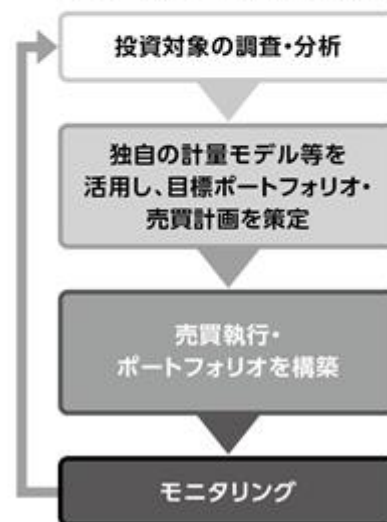 投資対象の調査・分析
独自の計量モデル等を
活用し、目標ポートフォリオ・
売買計画を策定
売買執行・
ポートフォリオを構築
モニタリング